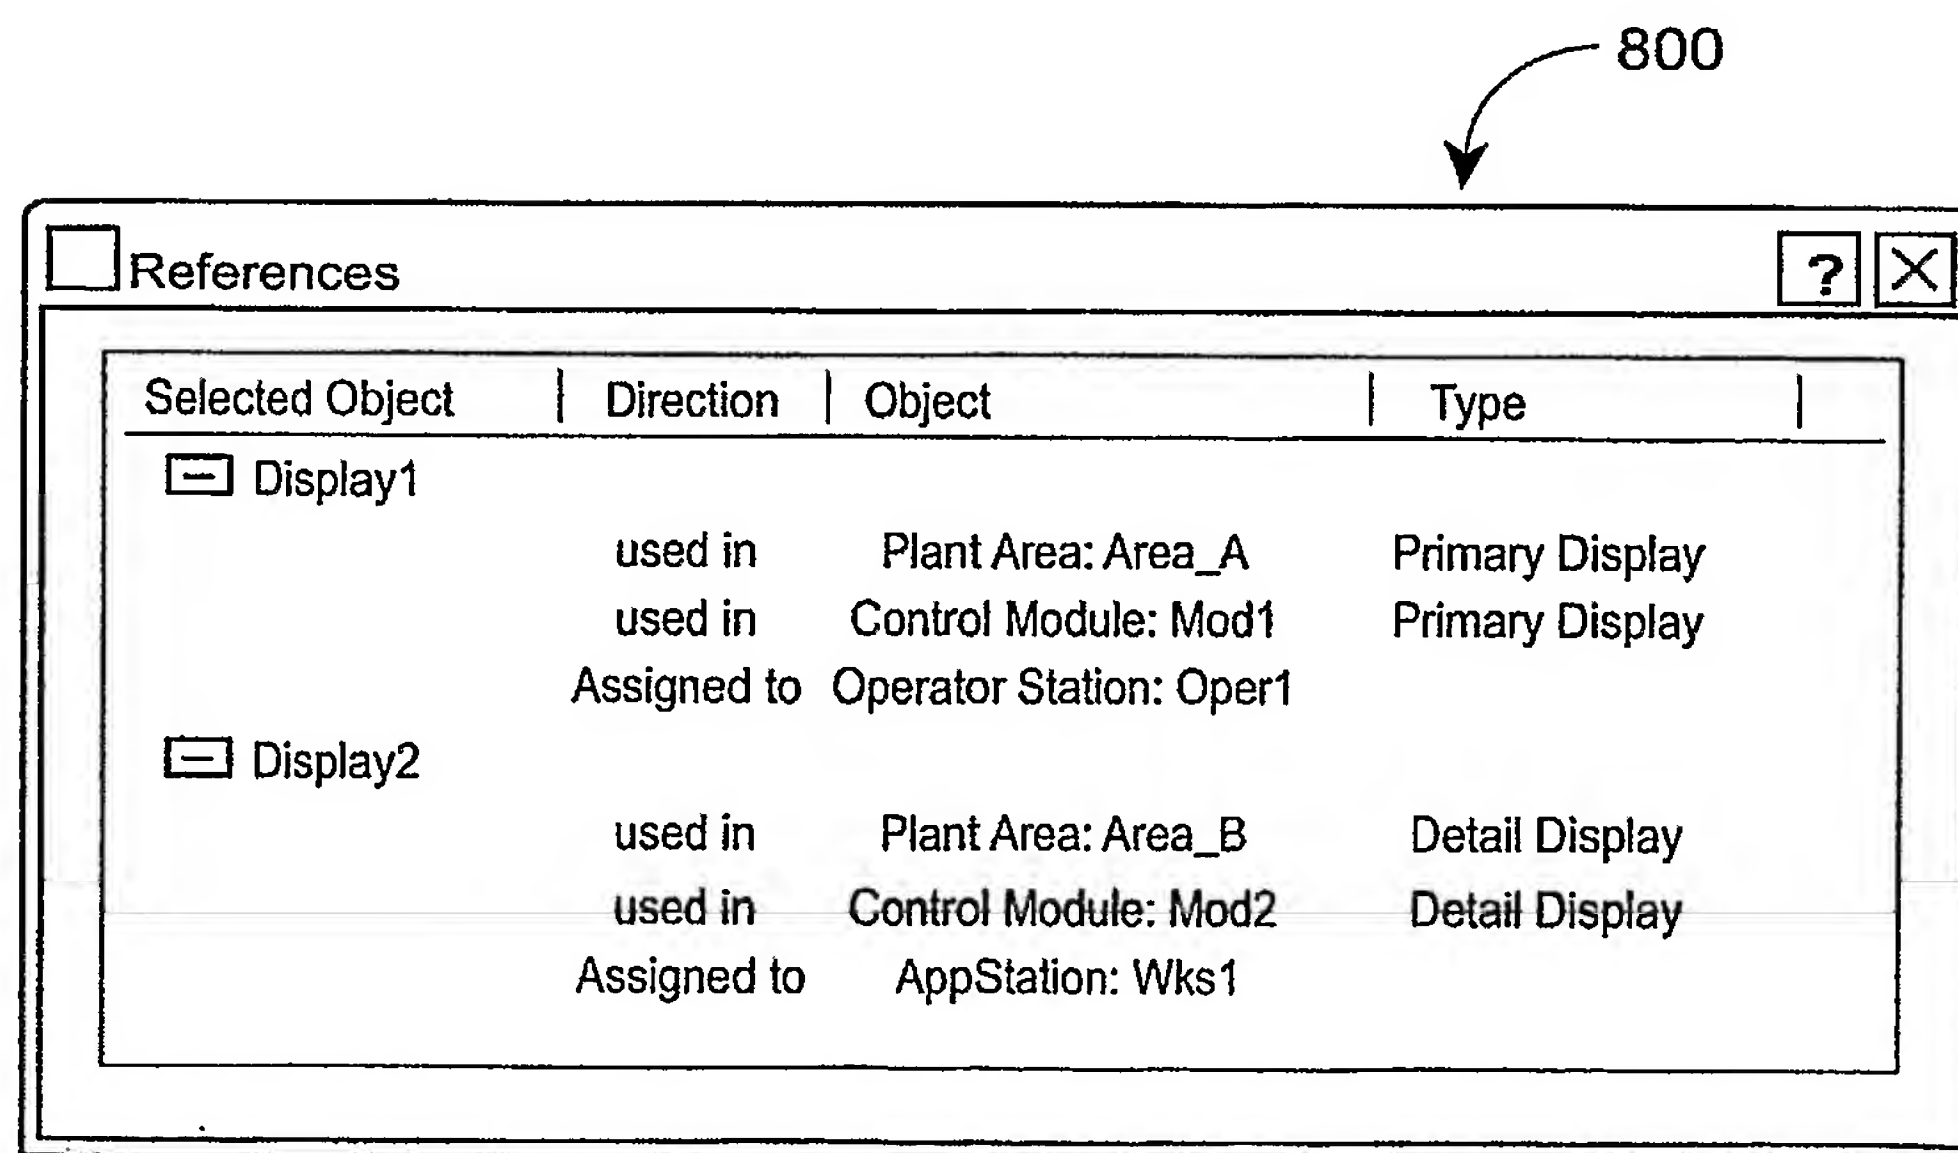 800
References ? X
Selected Object | Direction | Object | Type |
Display1
used in Plant Area: Area_A Primary Display
used in Control Module: Mod1 Primary Display
Assigned to Operator Station: Oper1
Display2
used in Plant Area: Area_B Detail Display
used in Control Module: Mod2 Detail Display
Assigned to AppStation: Wks1